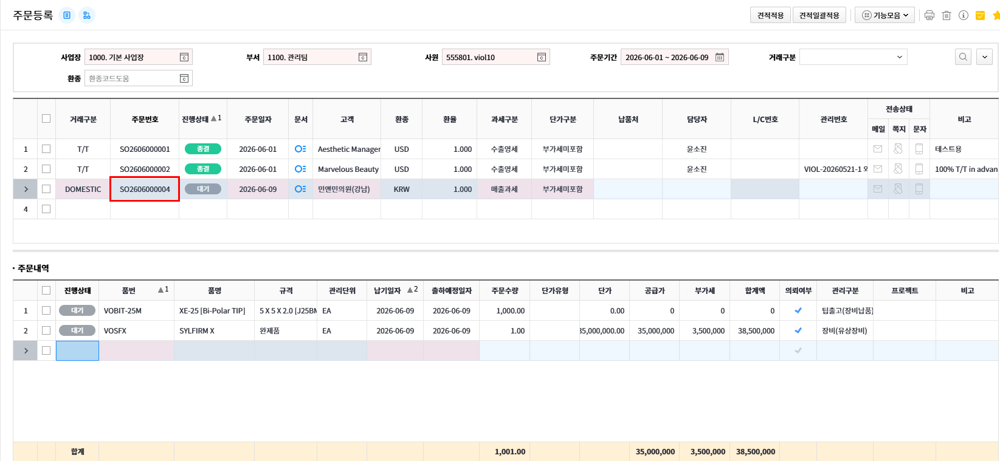 주문등록
견적적용 견적일괄적용 기능모음
사업장 1000. 기본 사업장 부서 1100. 관리팀 사원 555801. viol10 주문기간 2026-06-01 ~ 2026-06-09 거래구분
환종 환종코드도움
거래구분 주문번호 진행상태 1 주문일자 문서 고객 환종 환율 과세구분 단가구분 납품처 담당자 L/C번호 관리번호 전송상태 비고
메일 쪽지 문자
1 T/T SO2606000001 종결 2026-06-01 Aesthetic Manager USD 1.000 수출영세 부가세미포함 윤소진 테스트용
2 T/T SO2606000002 종결 2026-06-01 Marvelous Beauty USD 1.000 수출영세 부가세미포함 윤소진 VIOL-20260521-1 외 100% T/T in advan
DOMESTIC SO2606000004 대기 2026-06-09 민앤민의원(강남) KRW 1.000 매출과세 부가세미포함
4
주문내역
진행상태 품번 1 품명 규격 관리단위 납기일자 2 출하예정일자 주문수량 단가유형 단가 공급가 부가세 합계액 의뢰여부 관리구분 프로젝트 비고
1 대기 VOBIT-25M XE-25 [Bi-Polar TIP] 5 X 5 X 2.0 [J25BM EA 2026-06-09 2026-06-09 1,000.00 0.00 0 0 0 팁출고(장비납품)
2 대기 VOSFX SYLFIRM X 완제품 EA 2026-06-09 2026-06-09 1.00 35,000,000.00 35,000,000 3,500,000 38,500,000 장비(유상장비)
합계 1,001.00 35,000,000 3,500,000 38,500,000